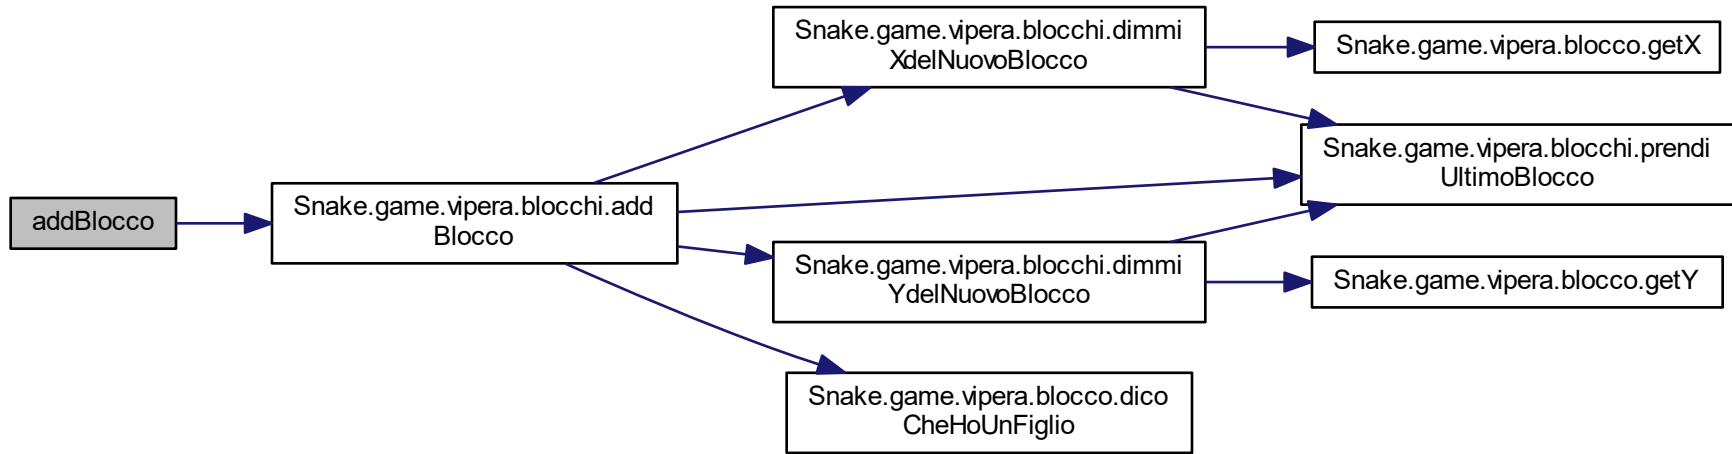 addBlocco
Snake.game.vipera.blocchi.add
Blocco
Snake.game.vipera.blocchi.dimmi
XdelNuovoBlocco
Snake.game.vipera.blocco.getX
Snake.game.vipera.blocchi.prendi
UltimoBlocco
Snake.game.vipera.blocchi.dimmi
YdelNuovoBlocco
Snake.game.vipera.blocco.getY
Snake.game.vipera.blocco.dico
CheHoUnFiglio